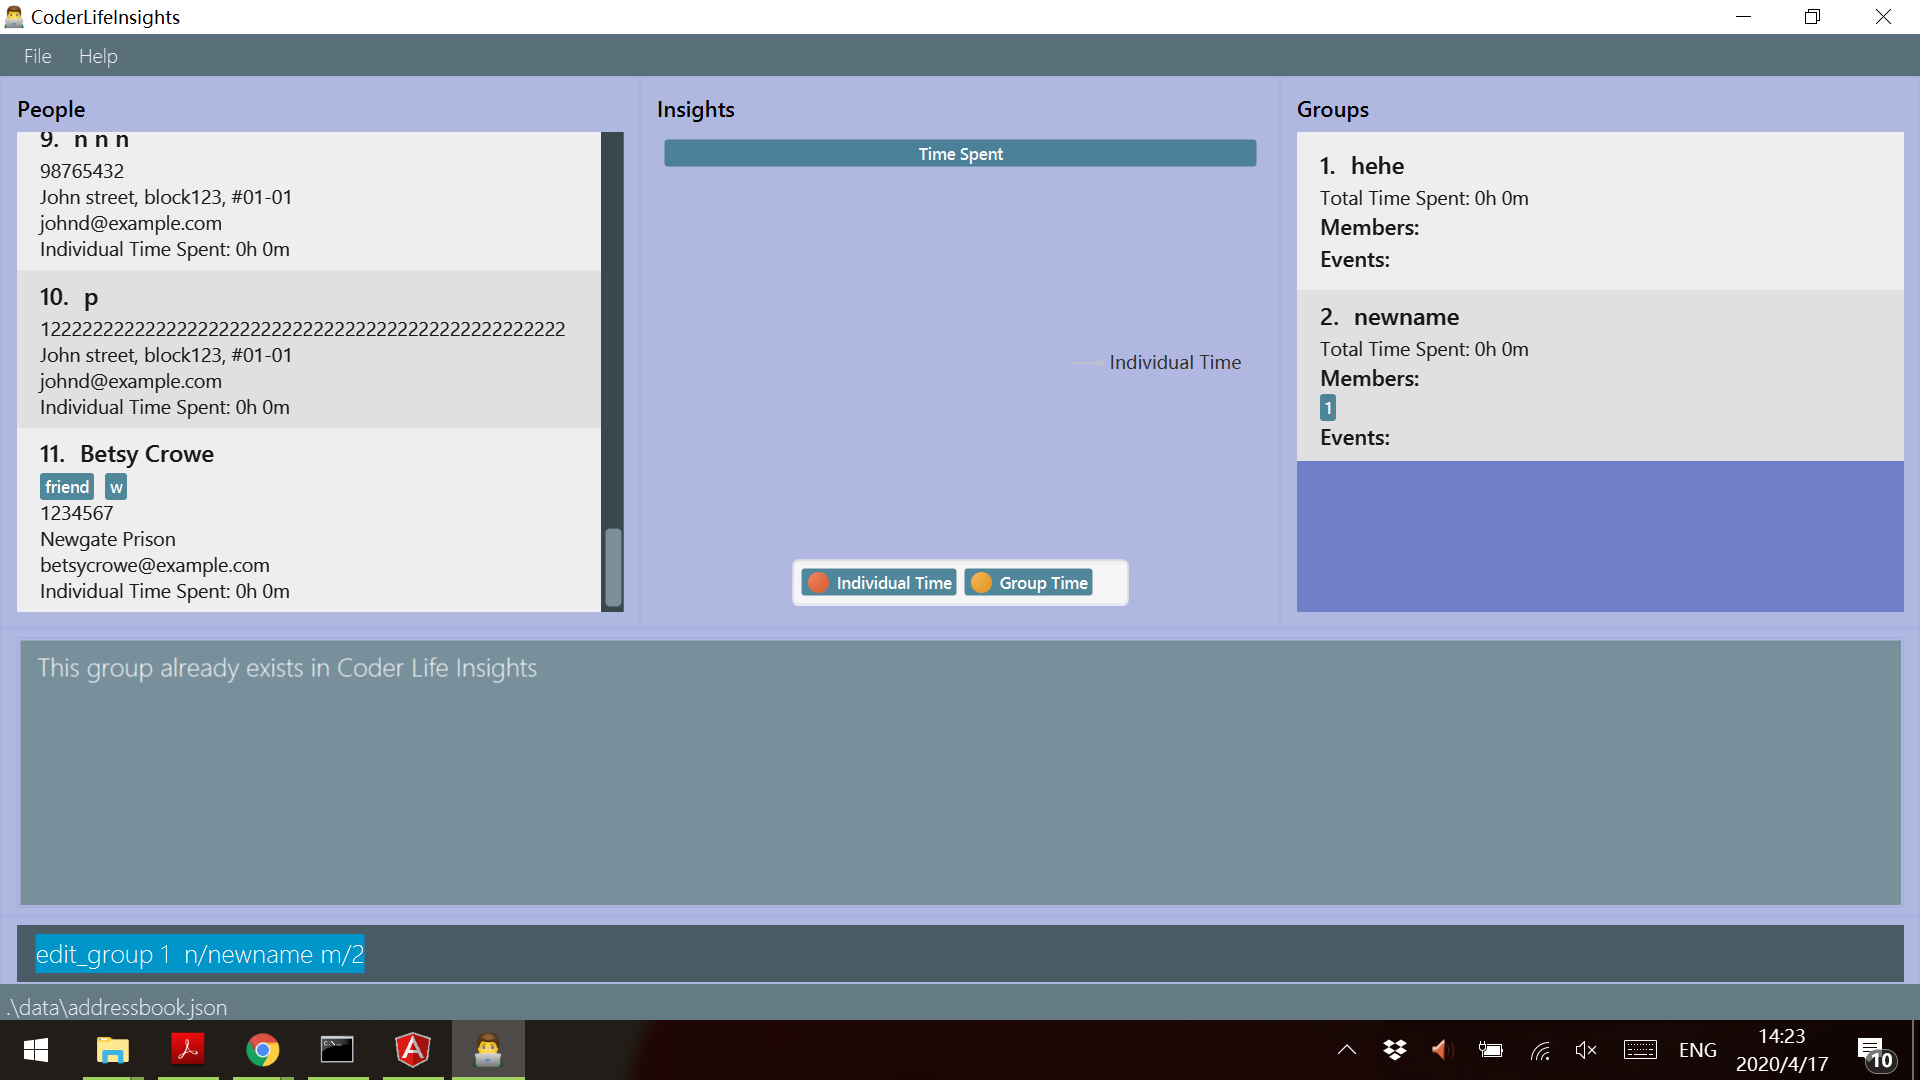 CoderLifeInsights
File Help
People
9. n n n
98765432
John street, block123, #01-01
johnd@example.com
Individual Time Spent: 0h 0m
10. p
John street, block123, #01-01
johnd@example.com
Individual Time Spent: 0h 0m
11. Betsy Crowe
friend w
1234567
Newgate Prison
betsycrowe@example.com
Individual Time Spent: 0h 0m
Insights
Time Spent
Individual Time
Individual Time Group Time
Groups
1. hehe
Total Time Spent: 0h 0m
Members:
Events:
2. newname
Total Time Spent: 0h 0m
Members:
1
Events:
This group already exists in Coder Life Insights
edit_group 1  n/newname m/2
.\data\addressbook.json
ENG
14:23
2020/4/17
10